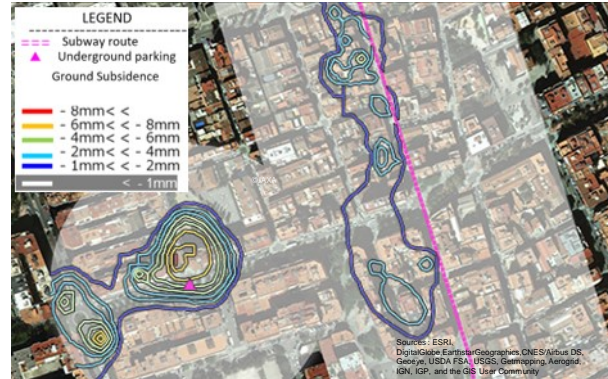 LEGEND
Subway route
Underground parking
Ground Subsidence
- 8mm< <
- 6mm< < - 8mm
- 4mm< < - 6mm
- 2mm< < - 4mm
- 1mm< < - 2mm
< - 1mm
Sources : ESRI,
DigitalGlobe,EarthstarGeographics,CNES/Airbus DS,
Geoeye, USDA FSA, USGS, Getmapping, Aerogrid,
IGN, IGP, and the GIS User Community